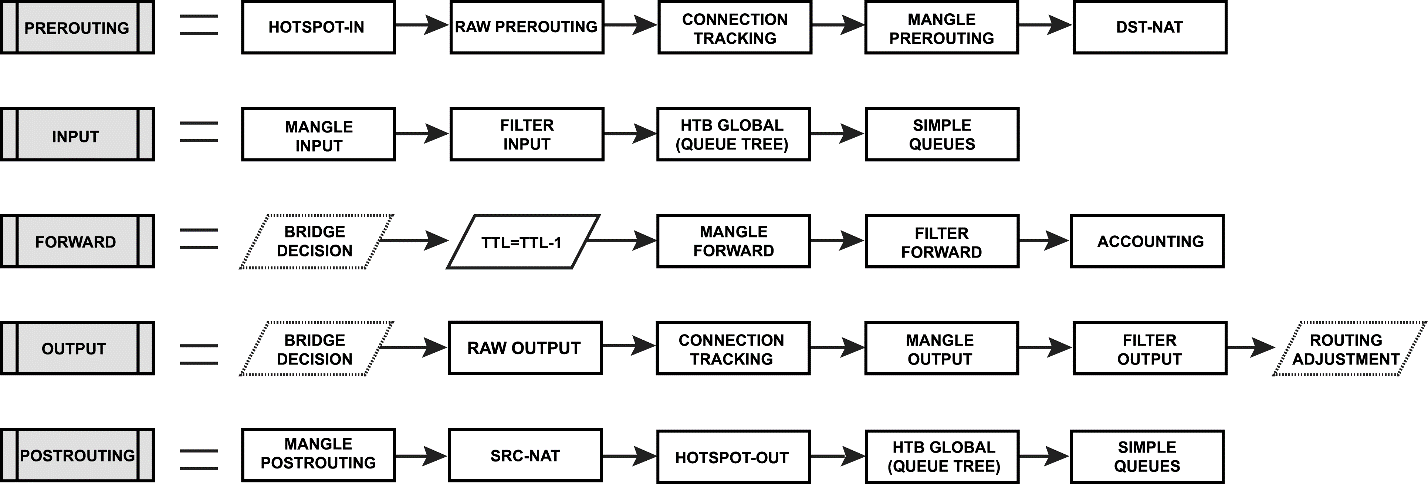 PREROUTING
HOTSPOT-IN
RAW PREROUTING
CONNECTION
TRACKING
MANGLE
PREROUTING
DST-NAT
INPUT
MANGLE
INPUT
FILTER
INPUT
HTB GLOBAL
(QUEUE TREE)
SIMPLE
QUEUES
FORWARD
BRIDGE
DECISION
TTL=TTL-1
MANGLE
FORWARD
FILTER
FORWARD
ACCOUNTING
OUTPUT
BRIDGE
DECISION
RAW OUTPUT
CONNECTION
TRACKING
MANGLE
OUTPUT
FILTER
OUTPUT
ROUTING
ADJUSTMENT
POSTROUTING
MANGLE
POSTROUTING
SRC-NAT
HOTSPOT-OUT
HTB GLOBAL
(QUEUE TREE)
SIMPLE
QUEUES